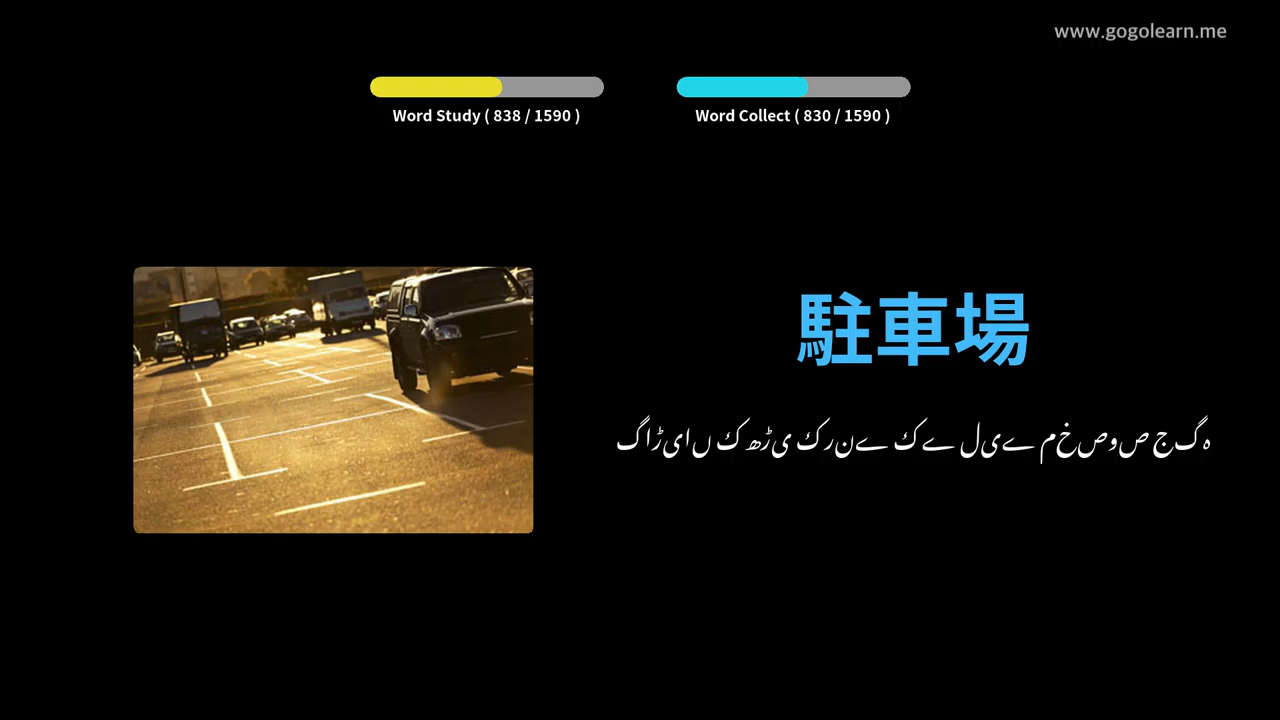 www.gogolearn.me
Word Study ( 838 / 1590 )
Word Collect ( 830 / 1590 )
駐車場
گاڑیاں کھڑی کرنے کے لیے مخصوص جگہ